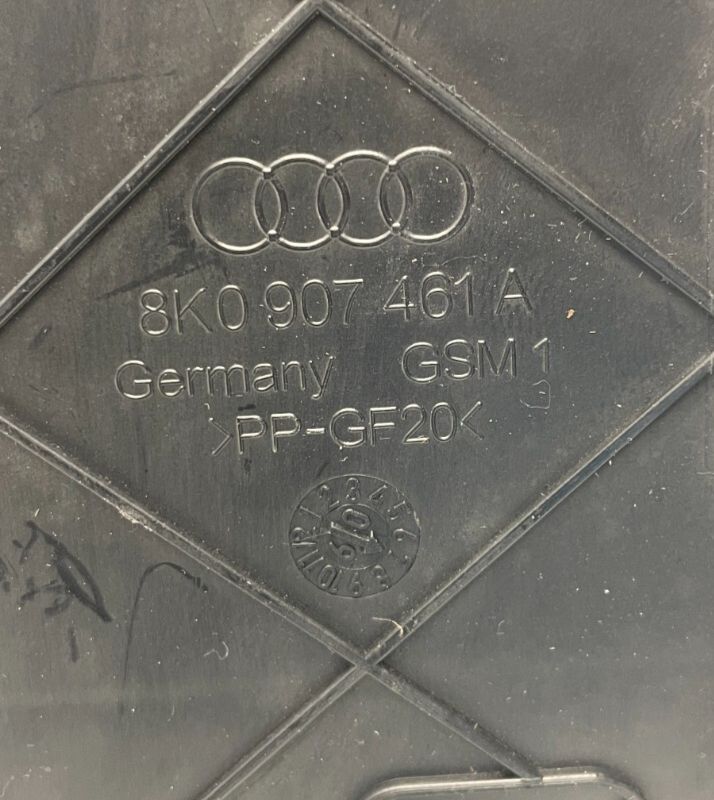 8K0 907 461 A
Germany GSM 1
>PP-GF20<